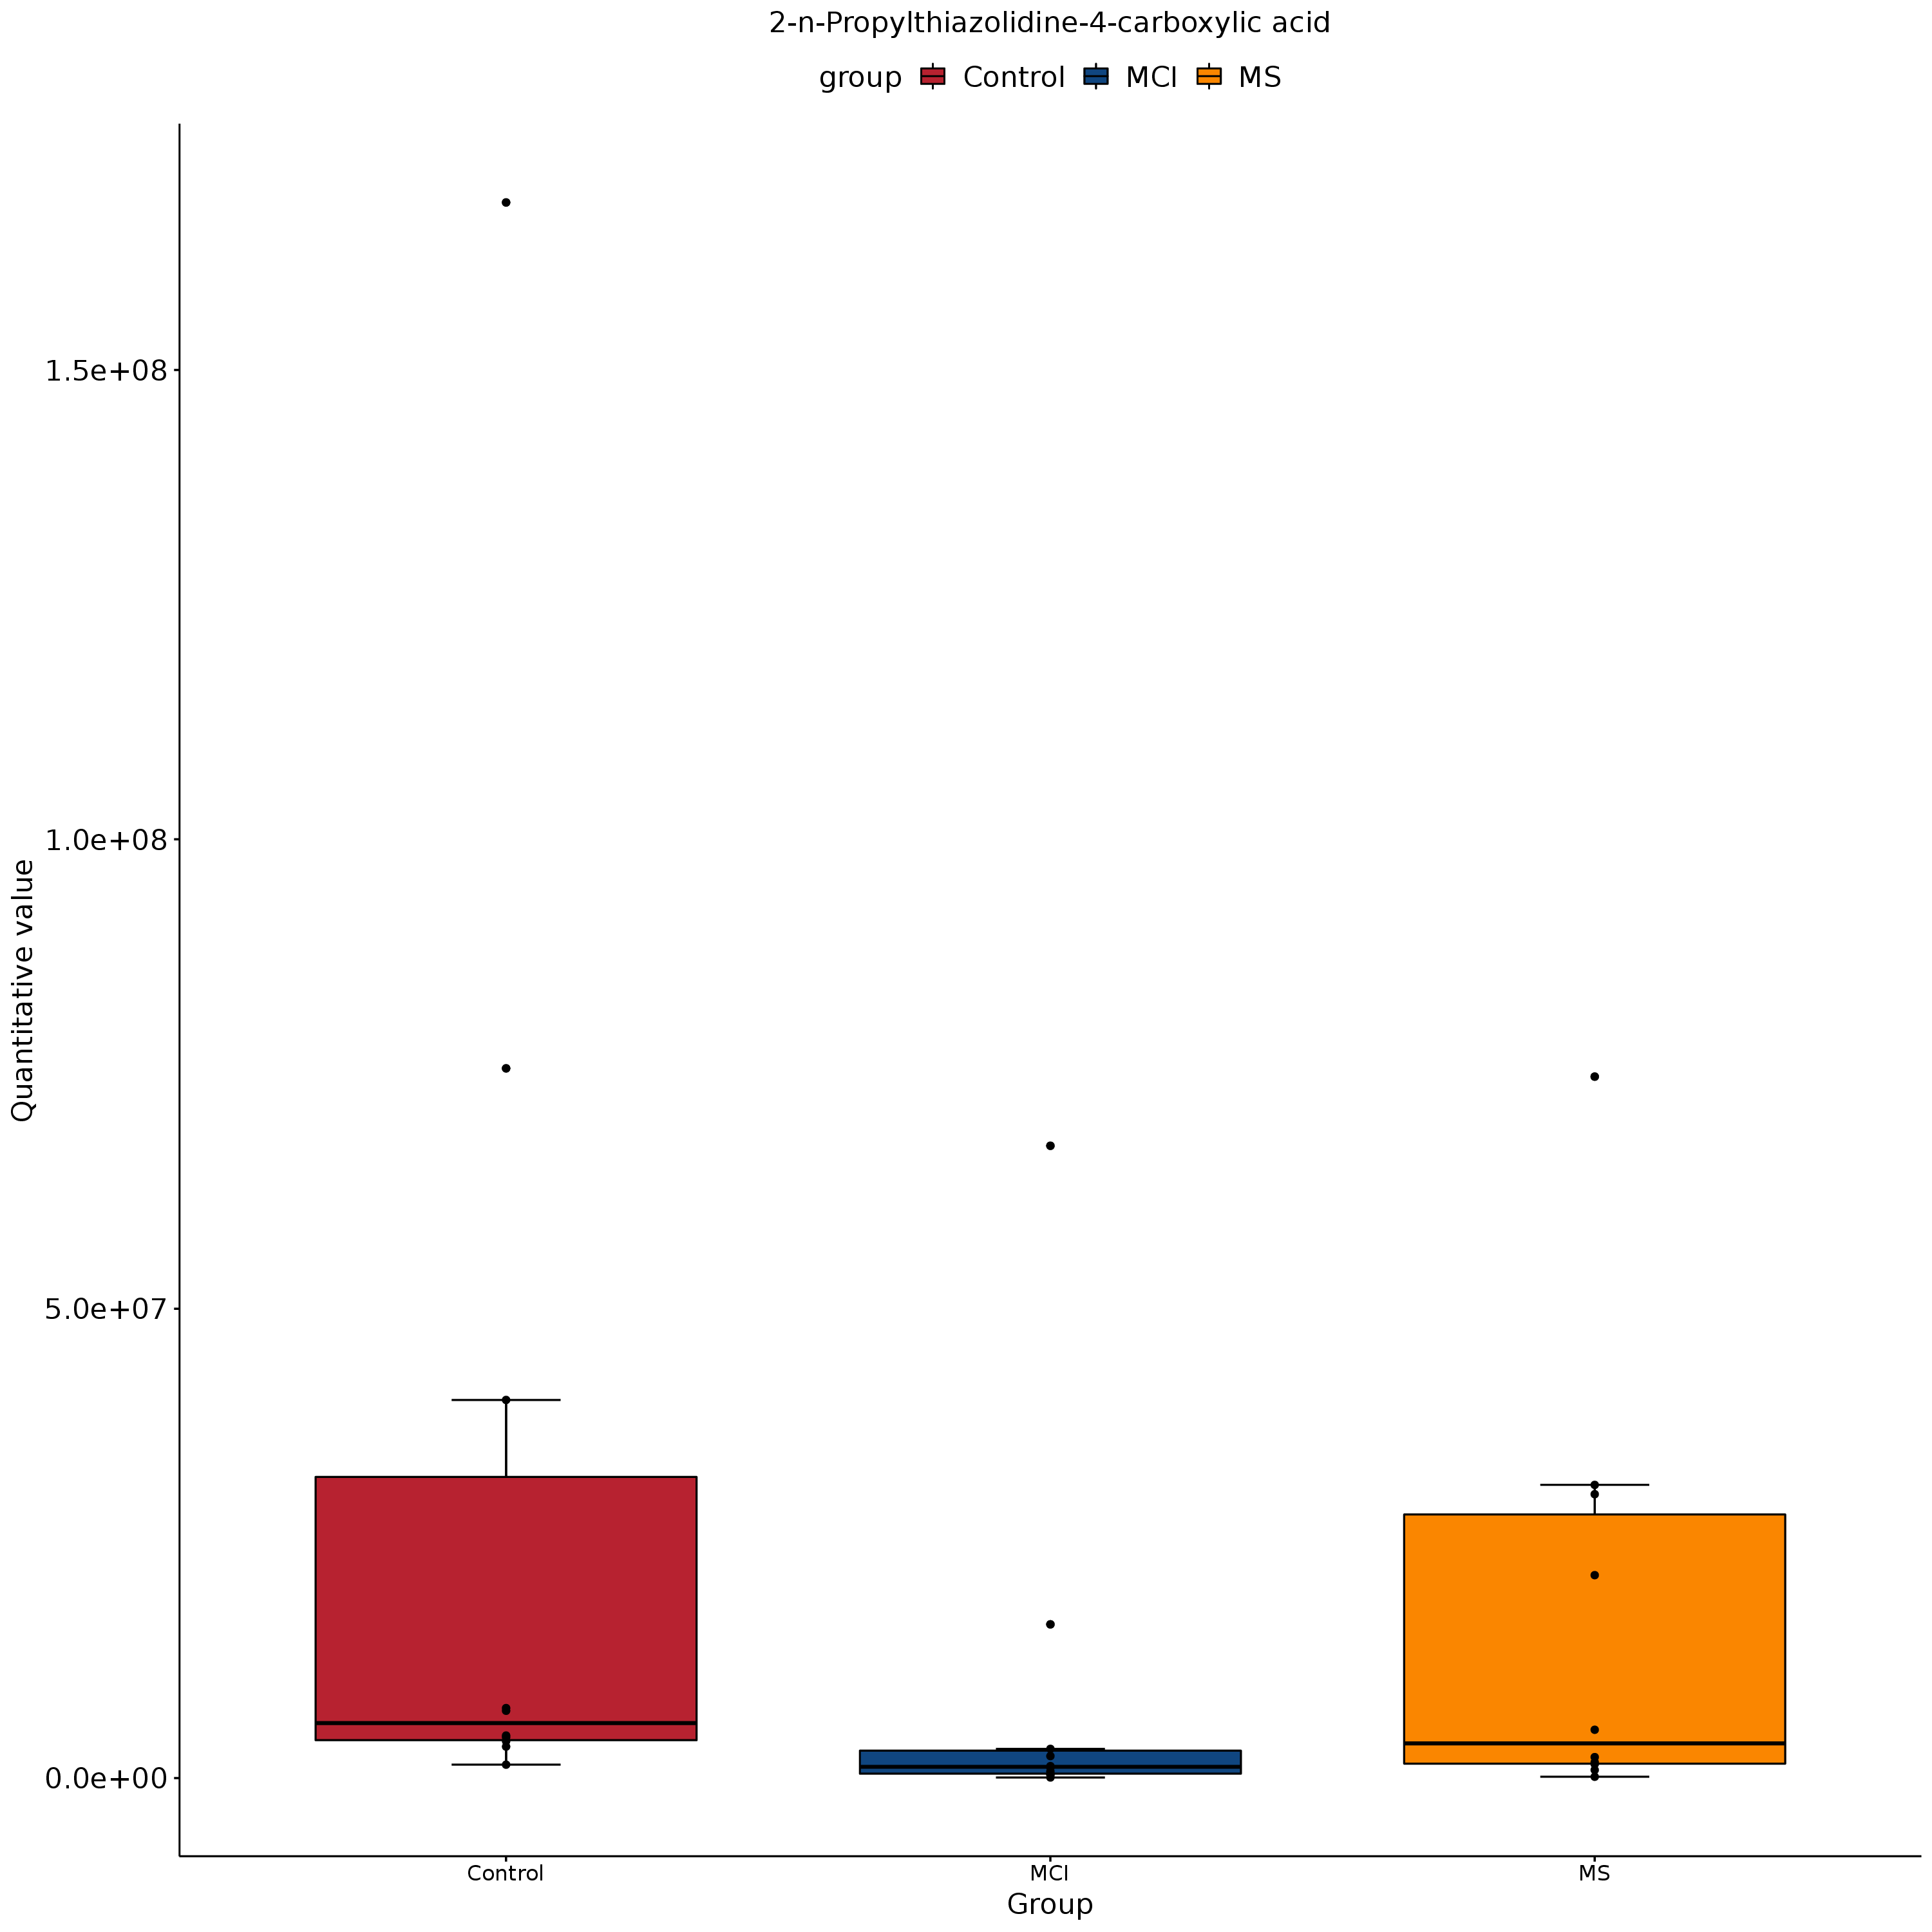 2-n-Propylthiazolidine-4-carboxylic acid
group Control MCI MS
Quantitative value
1.5e+08
1.0e+08
5.0e+07
0.0e+00
Control MCI MS
Group